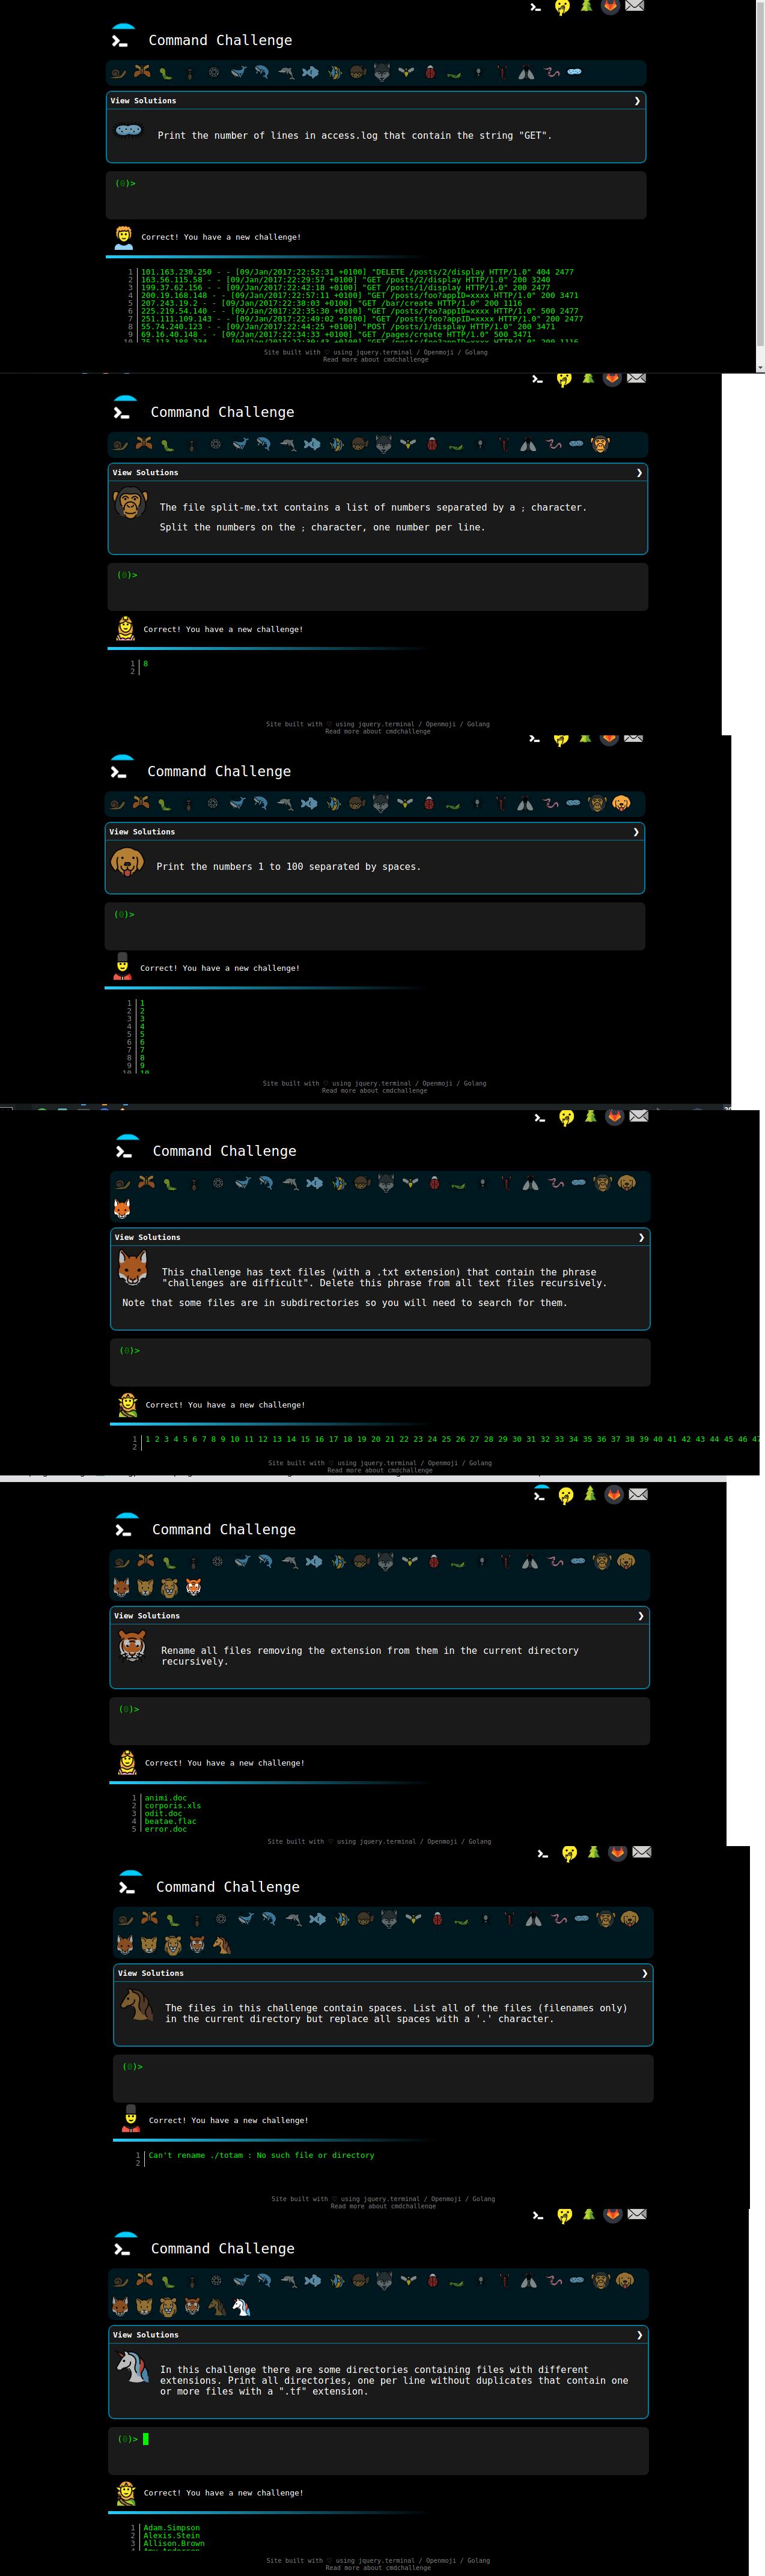 Command Challenge
View Solutions
Print the number of lines in access.log that contain the string "GET".
(0)>
Correct! You have a new challenge!
1 101.163.230.250 - - [09/Jan/2017:22:52:31 +0100] "DELETE /posts/2/display HTTP/1.0" 404 2477
2 163.56.115.58 - - [09/Jan/2017:22:29:57 +0100] "GET /posts/2/display HTTP/1.0" 200 3240
3 199.37.62.156 - - [09/Jan/2017:22:42:18 +0100] "GET /posts/1/display HTTP/1.0" 200 2477
4 200.19.168.148 - - [09/Jan/2017:22:57:11 +0100] "GET /posts/foo?appID=xxxx HTTP/1.0" 200 3471
5 207.243.19.2 - - [09/Jan/2017:22:38:03 +0100] "GET /bar/create HTTP/1.0" 200 1116
6 225.219.54.140 - - [09/Jan/2017:22:35:30 +0100] "GET /posts/foo?appID=xxxx HTTP/1.0" 500 2477
7 251.111.109.143 - - [09/Jan/2017:22:49:02 +0100] "GET /posts/foo?appID=xxxx HTTP/1.0" 200 2477
8 55.74.240.123 - - [09/Jan/2017:22:44:25 +0100] "POST /posts/1/display HTTP/1.0" 200 3471
9 69.16.40.148 - - [09/Jan/2017:22:34:33 +0100] "GET /pages/create HTTP/1.0" 500 3471
10 75.113.188.234 - - [09/Jan/2017:22:30:43 +0100] "GET /posts/foo?appID=xxxx HTTP/1.0" 200 1116
Site built with ♡ using jquery.terminal / Openmoji / Golang
Read more about cmdchallenge
Command Challenge
View Solutions
The file split-me.txt contains a list of numbers separated by a ; character.
Split the numbers on the ; character, one number per line.
(0)>
Correct! You have a new challenge!
1 8
2
Site built with ♡ using jquery.terminal / Openmoji / Golang
Read more about cmdchallenge
Command Challenge
View Solutions
Print the numbers 1 to 100 separated by spaces.
(0)>
Correct! You have a new challenge!
1 1
2 2
3 3
4 4
5 5
6 6
7 7
8 8
9 9
10 10
Site built with ♡ using jquery.terminal / Openmoji / Golang
Read more about cmdchallenge
Command Challenge
View Solutions
This challenge has text files (with a .txt extension) that contain the phrase
"challenges are difficult". Delete this phrase from all text files recursively.
Note that some files are in subdirectories so you will need to search for them.
(0)>
Correct! You have a new challenge!
1 1 2 3 4 5 6 7 8 9 10 11 12 13 14 15 16 17 18 19 20 21 22 23 24 25 26 27 28 29 30 31 32 33 34 35 36 37 38 39 40 41 42 43 44 45 46 47
2
Site built with ♡ using jquery.terminal / Openmoji / Golang
Read more about cmdchallenge
Command Challenge
View Solutions
Rename all files removing the extension from them in the current directory
recursively.
(0)>
Correct! You have a new challenge!
1 animi.doc
2 corporis.xls
3 odit.doc
4 beatae.flac
5 error.doc
Site built with ♡ using jquery.terminal / Openmoji / Golang
Command Challenge
View Solutions
The files in this challenge contain spaces. List all of the files (filenames only)
in the current directory but replace all spaces with a '.' character.
(0)>
Correct! You have a new challenge!
1 Can't rename ./totam : No such file or directory
2
Site built with ♡ using jquery.terminal / Openmoji / Golang
Read more about cmdchallenge
Command Challenge
View Solutions
In this challenge there are some directories containing files with different
extensions. Print all directories, one per line without duplicates that contain one
or more files with a ".tf" extension.
(0)>
Correct! You have a new challenge!
1 Adam.Simpson
2 Alexis.Stein
3 Allison.Brown
4 Amy.Anderson
Site built with ♡ using jquery.terminal / Openmoji / Golang
Read more about cmdchallenge